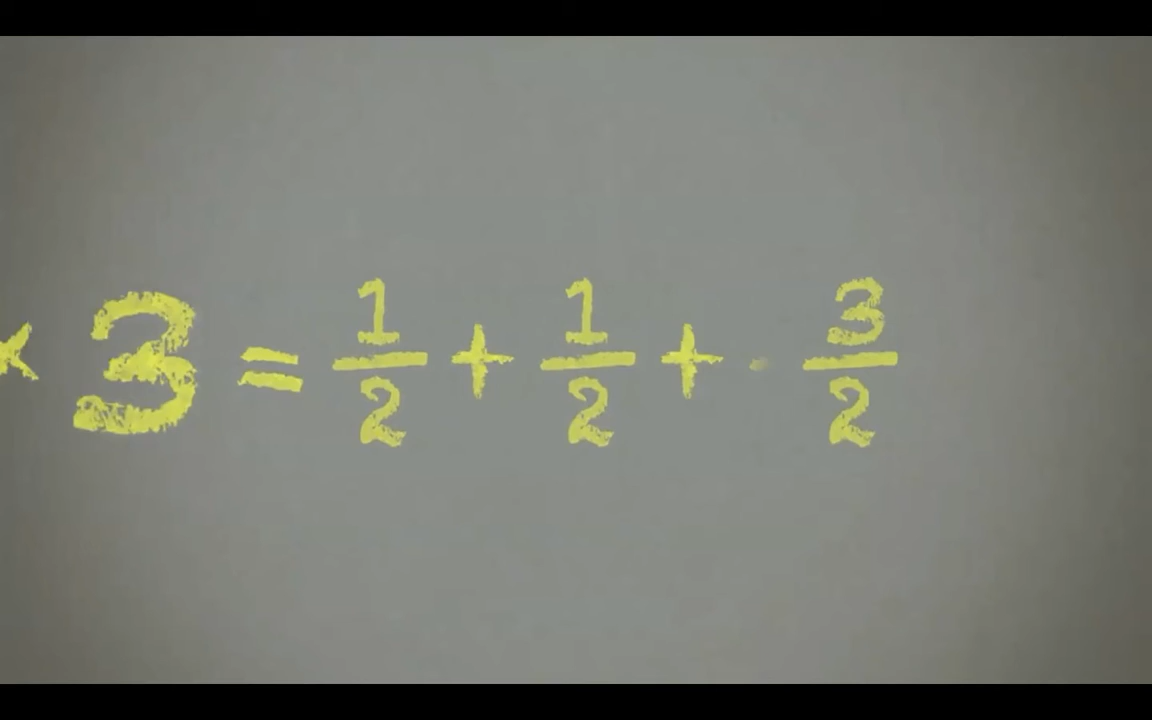 × 3 = 1/2 + 1/2 + 3/2